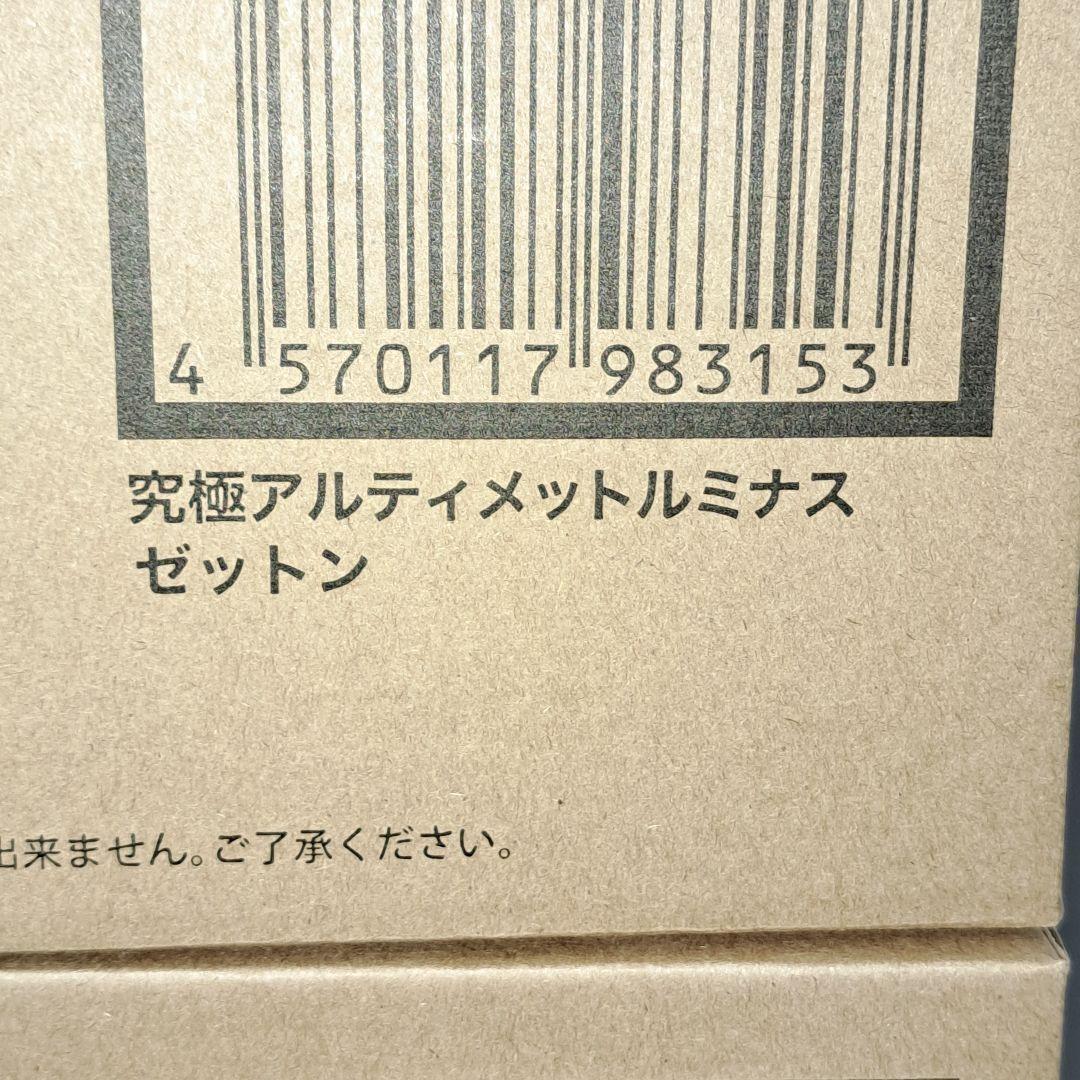 4 570117 983153
究極アルティメットルミナス
ゼットン
出来ません。ご了承ください。